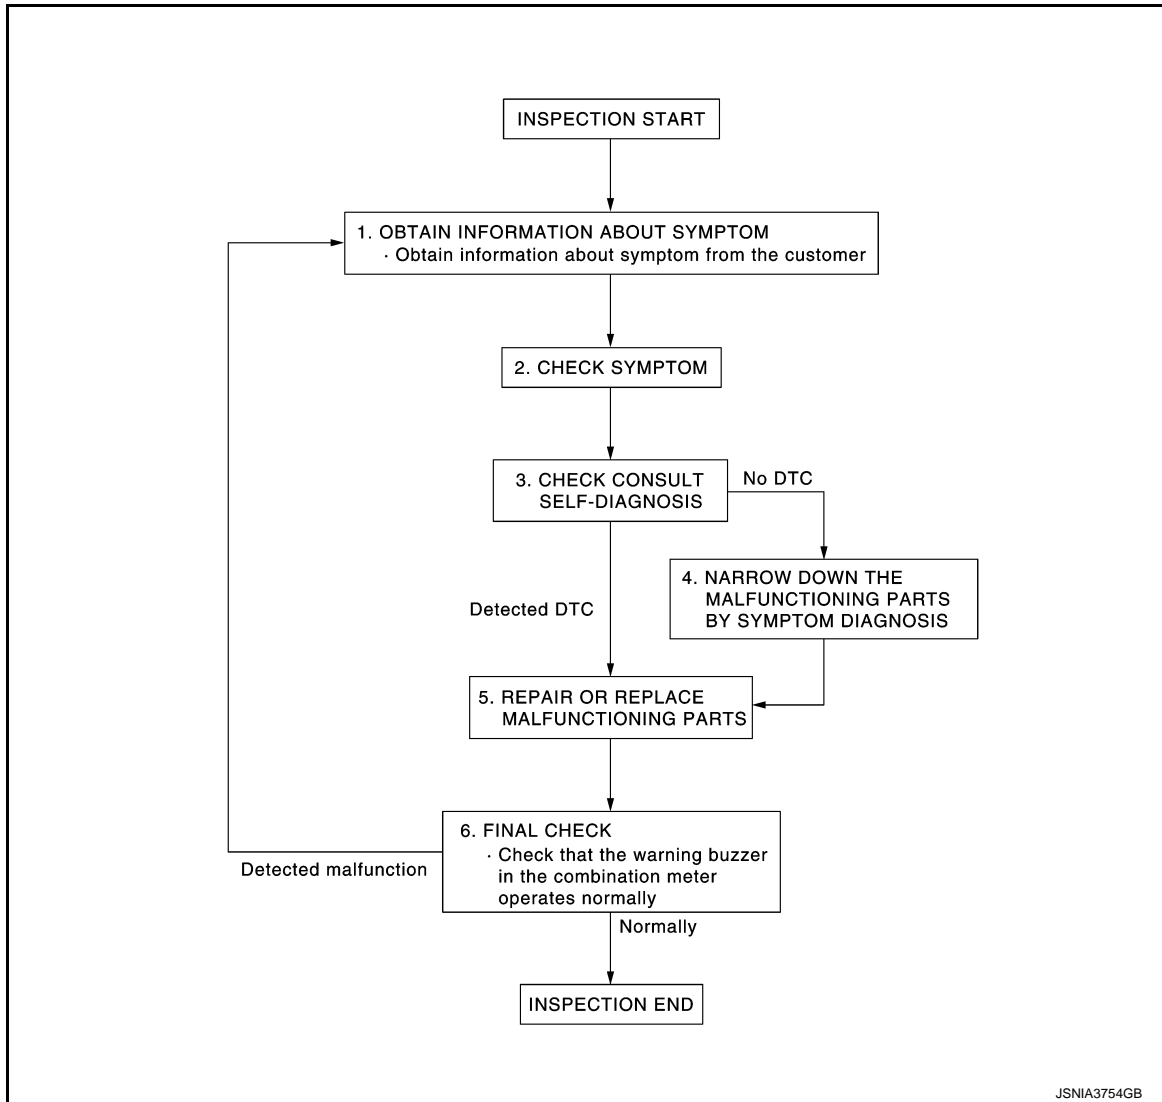 INSPECTION START
1. OBTAIN INFORMATION ABOUT SYMPTOM
· Obtain information about symptom from the customer
2. CHECK SYMPTOM
3. CHECK CONSULT
SELF-DIAGNOSIS
No DTC
4. NARROW DOWN THE
MALFUNCTIONING PARTS
BY SYMPTOM DIAGNOSIS
Detected DTC
5. REPAIR OR REPLACE
MALFUNCTIONING PARTS
6. FINAL CHECK
· Check that the warning buzzer
in the combination meter
operates normally
Detected malfunction
Normally
INSPECTION END
JSNIA3754GB